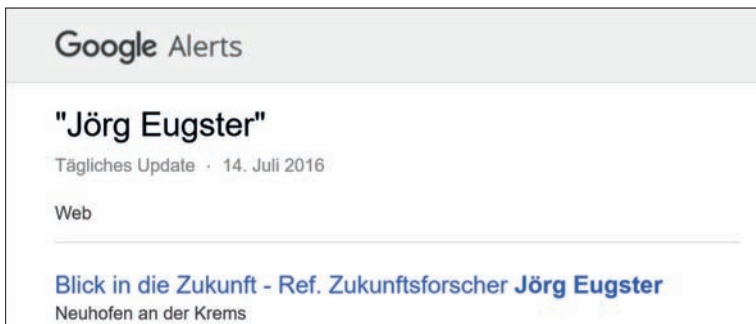 Google Alerts
"Jörg Eugster"
Tägliches Update · 14. Juli 2016
Web
Blick in die Zukunft - Ref. Zukunftsforscher Jörg Eugster
Neuhofen an der Krems